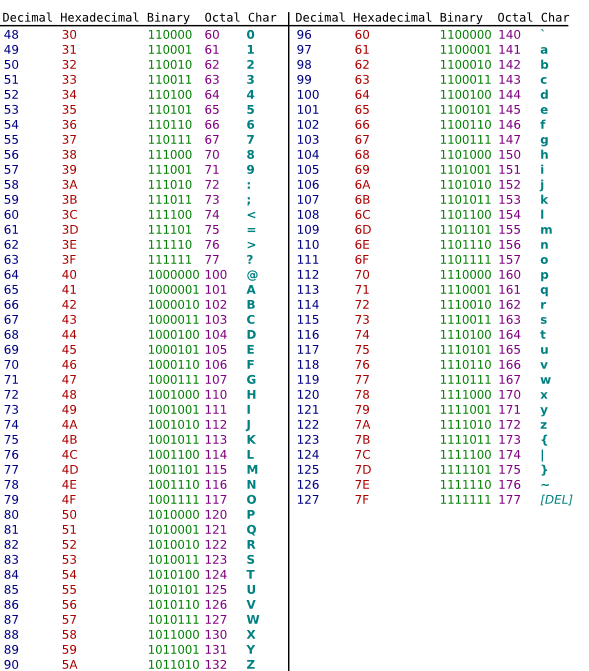 Decimal Hexadecimal Binary Octal Char
48 30 110000 60 0
49 31 110001 61 1
50 32 110010 62 2
51 33 110011 63 3
52 34 110100 64 4
53 35 110101 65 5
54 36 110110 66 6
55 37 110111 67 7
56 38 111000 70 8
57 39 111001 71 9
58 3A 111010 72 :
59 3B 111011 73 ;
60 3C 111100 74 <
61 3D 111101 75 =
62 3E 111110 76 >
63 3F 111111 77 ?
64 40 1000000 100 @
65 41 1000001 101 A
66 42 1000010 102 B
67 43 1000011 103 C
68 44 1000100 104 D
69 45 1000101 105 E
70 46 1000110 106 F
71 47 1000111 107 G
72 48 1001000 110 H
73 49 1001001 111 I
74 4A 1001010 112 J
75 4B 1001011 113 K
76 4C 1001100 114 L
77 4D 1001101 115 M
78 4E 1001110 116 N
79 4F 1001111 117 O
80 50 1010000 120 P
81 51 1010001 121 Q
82 52 1010010 122 R
83 53 1010011 123 S
84 54 1010100 124 T
85 55 1010101 125 U
86 56 1010110 126 V
87 57 1010111 127 W
88 58 1011000 130 X
89 59 1011001 131 Y
90 5A 1011010 132 Z
Decimal Hexadecimal Binary Octal Char
96 60 1100000 140 `
97 61 1100001 141 a
98 62 1100010 142 b
99 63 1100011 143 c
100 64 1100100 144 d
101 65 1100101 145 e
102 66 1100110 146 f
103 67 1100111 147 g
104 68 1101000 150 h
105 69 1101001 151 i
106 6A 1101010 152 j
107 6B 1101011 153 k
108 6C 1101100 154 l
109 6D 1101101 155 m
110 6E 1101110 156 n
111 6F 1101111 157 o
112 70 1110000 160 p
113 71 1110001 161 q
114 72 1110010 162 r
115 73 1110011 163 s
116 74 1110100 164 t
117 75 1110101 165 u
118 76 1110110 166 v
119 77 1110111 167 w
120 78 1111000 170 x
121 79 1111001 171 y
122 7A 1111010 172 z
123 7B 1111011 173 {
124 7C 1111100 174 |
125 7D 1111101 175 }
126 7E 1111110 176 ~
127 7F 1111111 177 [DEL]